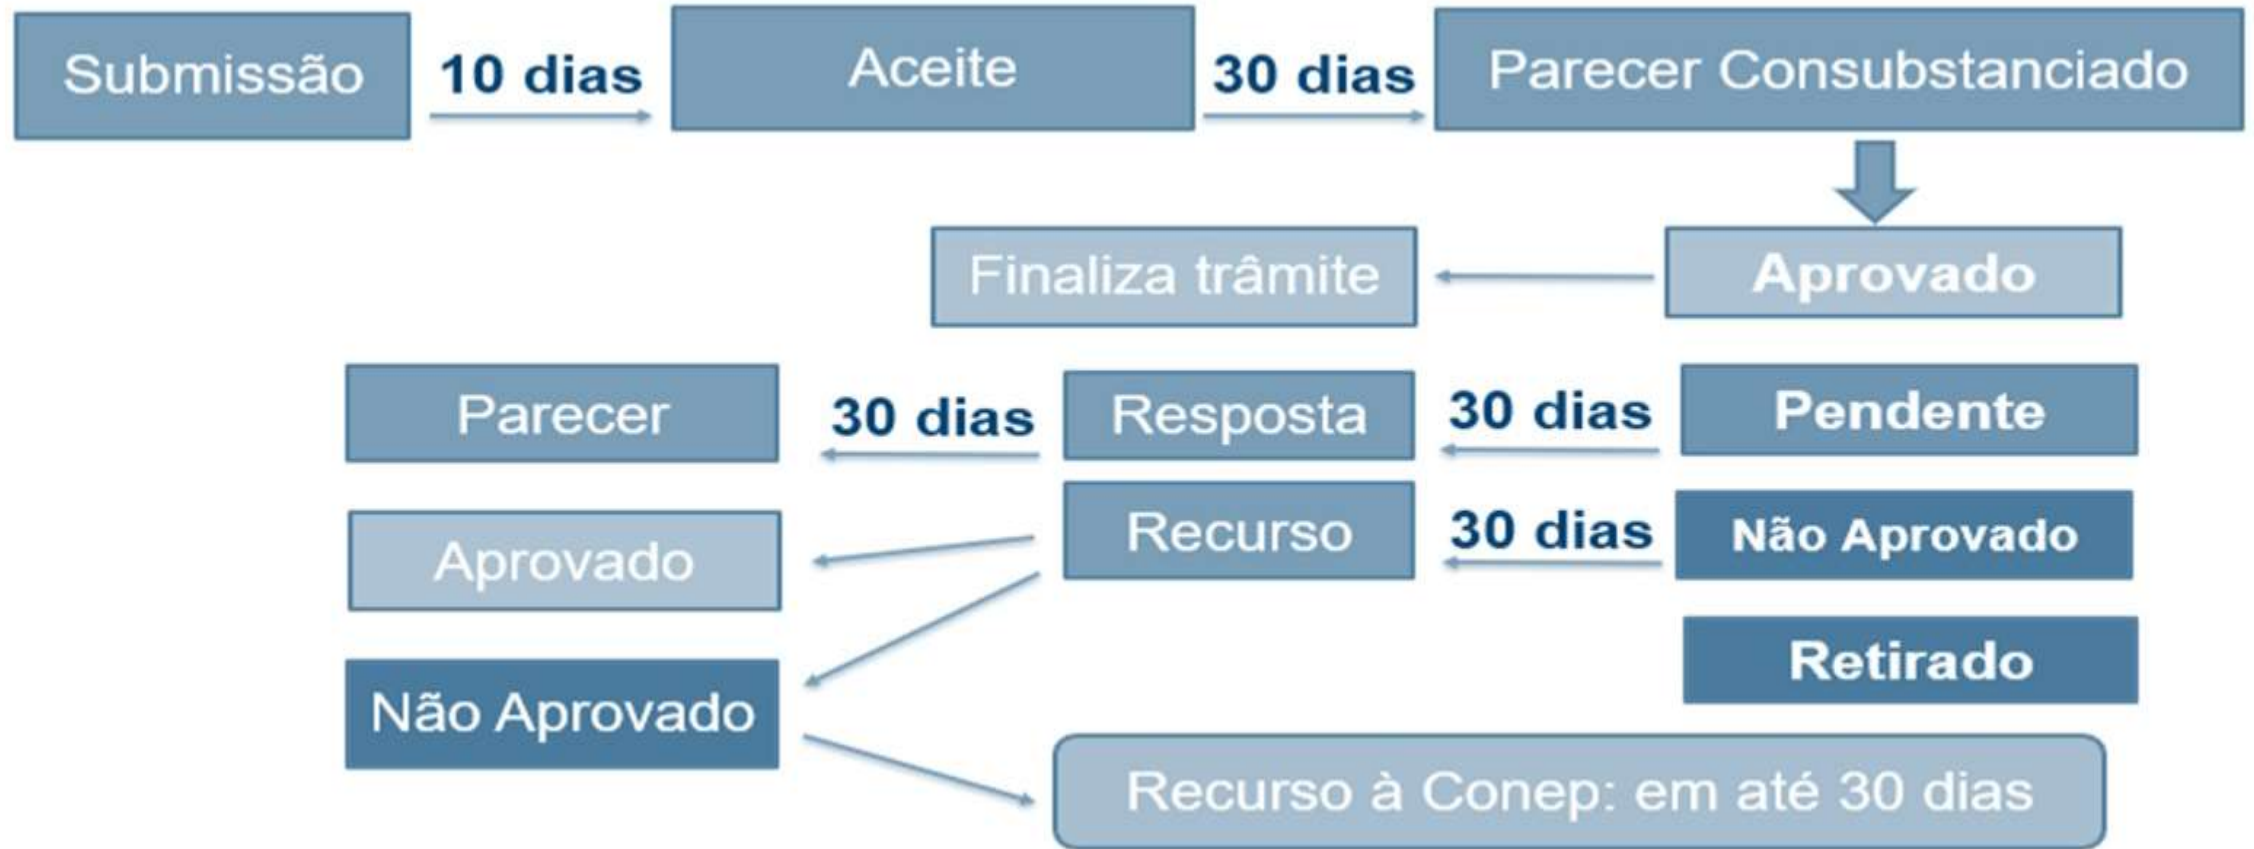 Submissão
10 dias
Aceite
30 dias
Parecer Consubstanciado
Finaliza trâmite
Aprovado
Parecer
30 dias
Resposta
30 dias
Pendente
Aprovado
Recurso
30 dias
Não Aprovado
Retirado
Não Aprovado
Recurso à Conep: em até 30 dias